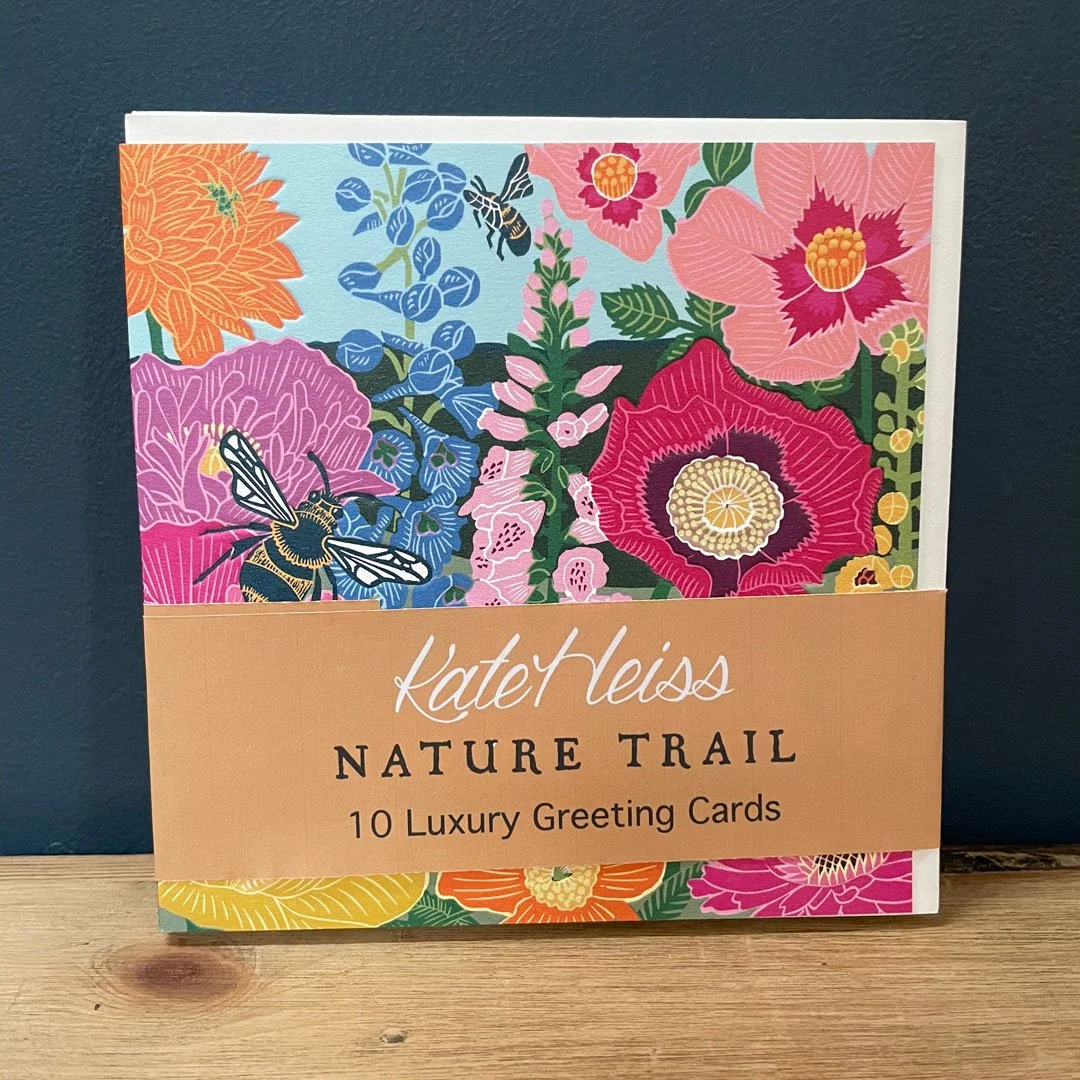 Kate Heiss
NATURE TRAIL
10 Luxury Greeting Cards